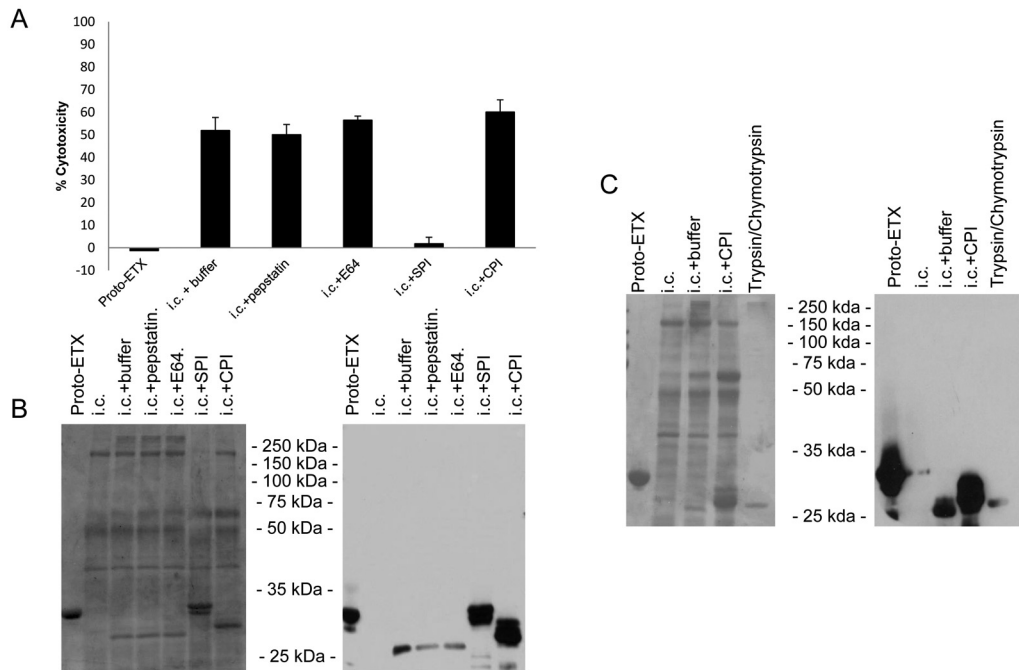 A
100
90
80
70
60
50
40
30
20
10
0
-10
% Cytotoxicity
Proto-ETX
i.c. + buffer
i.c.+pepstatin
i.c.+E64
i.c.+SPI
i.c.+CPI
B
Proto-ETX
i.c.
i.c.+buffer
i.c.+pepstatin.
i.c.+E64.
i.c.+SPI
i.c.+CPI
- 250 kDa -
- 150 kDa -
- 100 kDa -
- 75 kDa -
- 50 kDa -
- 35 kDa -
- 25 kDa -
Proto-ETX
i.c.
i.c.+buffer
i.c.+pepstatin.
i.c.+E64.
i.c.+SPI
i.c.+CPI
C
Proto-ETX
i.c.
i.c.+buffer
i.c.+CPI
Trypsin/Chymotrypsin
- 250 kda -
- 150 kda -
- 100 kda -
- 75 kda -
- 50 kda -
- 35 kda -
- 25 kda -
Proto-ETX
i.c.
i.c.+buffer
i.c.+CPI
Trypsin/Chymotrypsin